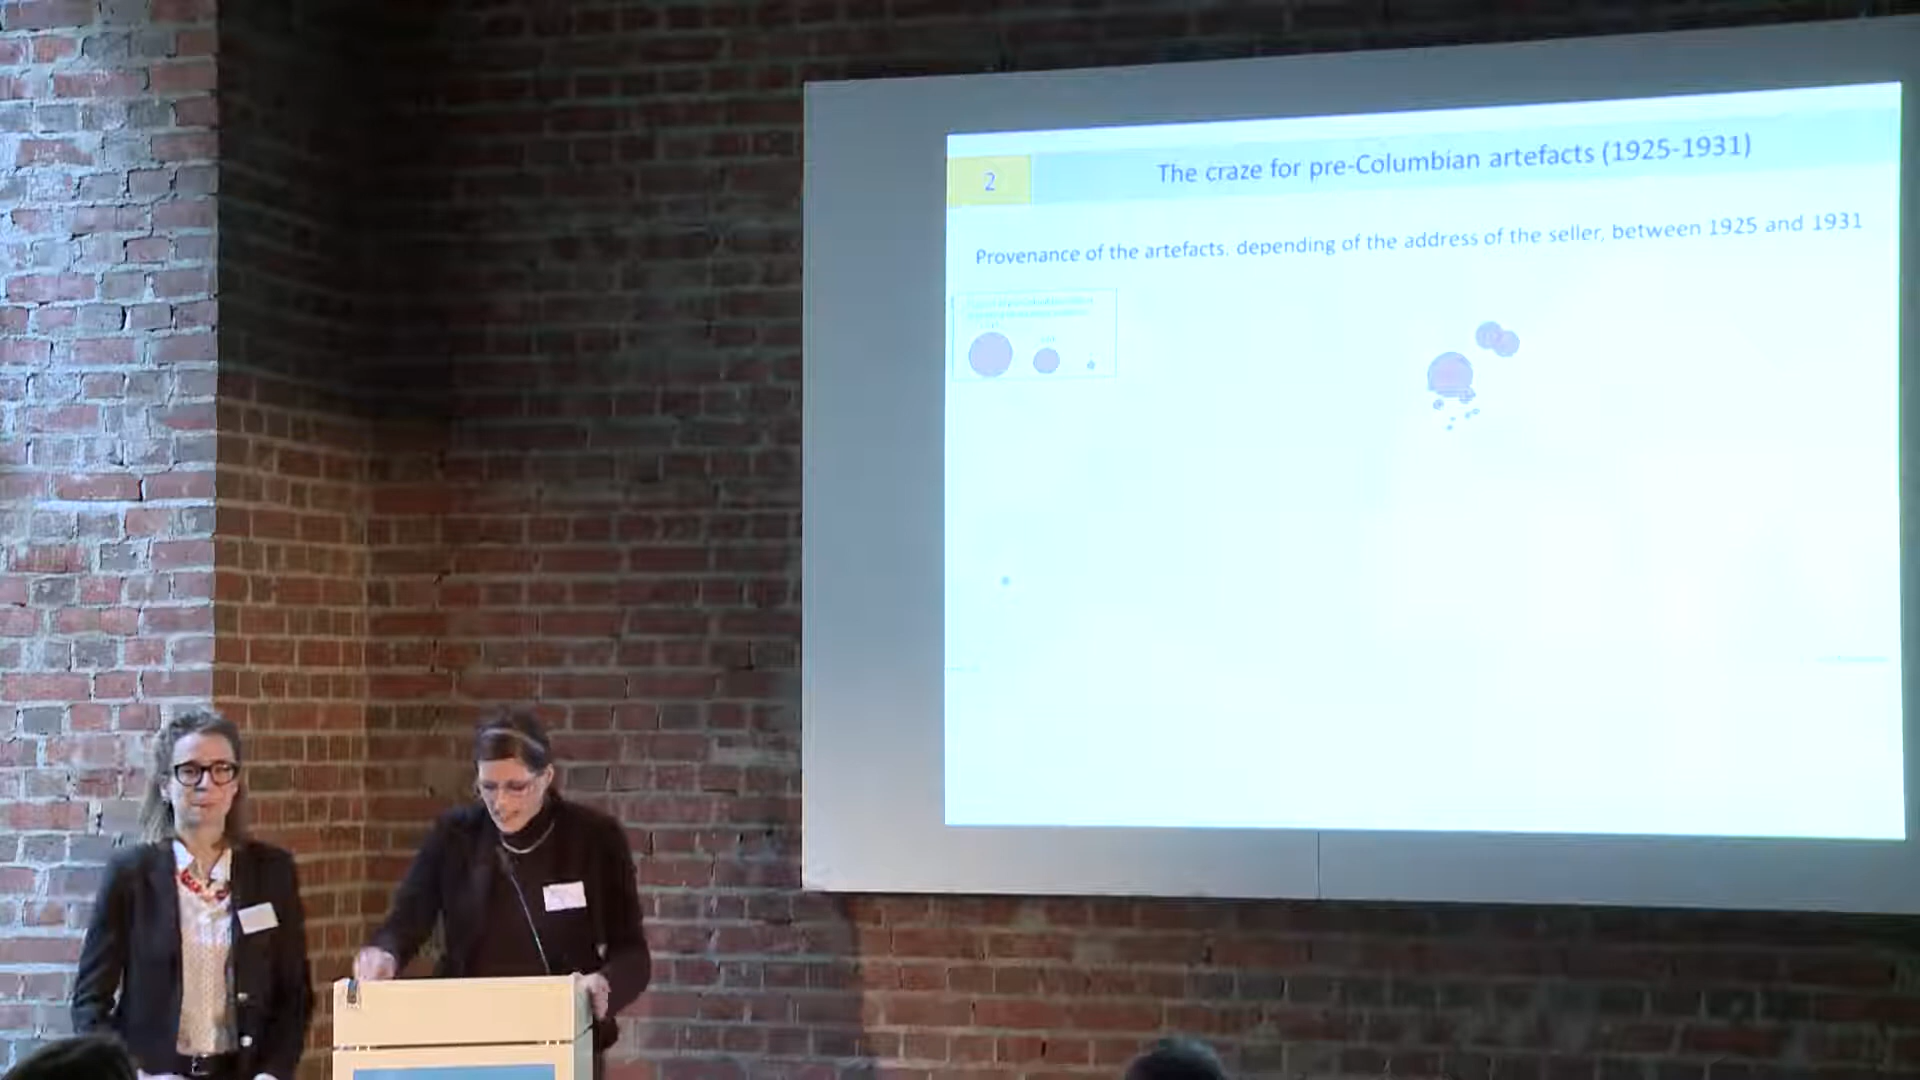 2
The craze for pre-Columbian artefacts (1925-1931)
Provenance of the artefacts, depending of the address of the seller, between 1925 and 1931